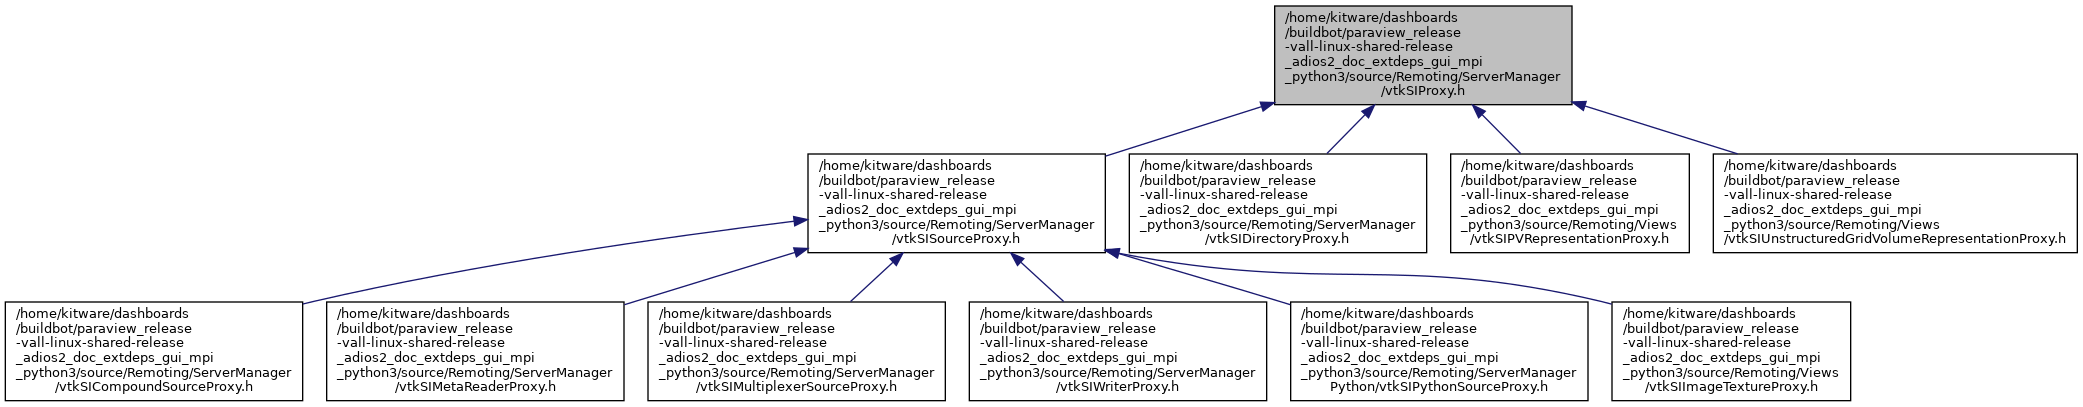 /home/kitware/dashboards
/buildbot/paraview_release
-vall-linux-shared-release
_adios2_doc_extdeps_gui_mpi
_python3/source/Remoting/ServerManager
/vtkSIProxy.h
/home/kitware/dashboards
/buildbot/paraview_release
-vall-linux-shared-release
_adios2_doc_extdeps_gui_mpi
_python3/source/Remoting/ServerManager
/vtkSISourceProxy.h
/home/kitware/dashboards
/buildbot/paraview_release
-vall-linux-shared-release
_adios2_doc_extdeps_gui_mpi
_python3/source/Remoting/ServerManager
/vtkSIDirectoryProxy.h
/home/kitware/dashboards
/buildbot/paraview_release
-vall-linux-shared-release
_adios2_doc_extdeps_gui_mpi
_python3/source/Remoting/Views
/vtkSIPVRepresentationProxy.h
/home/kitware/dashboards
/buildbot/paraview_release
-vall-linux-shared-release
_adios2_doc_extdeps_gui_mpi
_python3/source/Remoting/Views
/vtkSIUnstructuredGridVolumeRepresentationProxy.h
/home/kitware/dashboards
/buildbot/paraview_release
-vall-linux-shared-release
_adios2_doc_extdeps_gui_mpi
_python3/source/Remoting/ServerManager
/vtkSICompoundSourceProxy.h
/home/kitware/dashboards
/buildbot/paraview_release
-vall-linux-shared-release
_adios2_doc_extdeps_gui_mpi
_python3/source/Remoting/ServerManager
/vtkSIMetaReaderProxy.h
/home/kitware/dashboards
/buildbot/paraview_release
-vall-linux-shared-release
_adios2_doc_extdeps_gui_mpi
_python3/source/Remoting/ServerManager
/vtkSIMultiplexerSourceProxy.h
/home/kitware/dashboards
/buildbot/paraview_release
-vall-linux-shared-release
_adios2_doc_extdeps_gui_mpi
_python3/source/Remoting/ServerManager
/vtkSIWriterProxy.h
/home/kitware/dashboards
/buildbot/paraview_release
-vall-linux-shared-release
_adios2_doc_extdeps_gui_mpi
_python3/source/Remoting/ServerManager
Python/vtkSIPythonSourceProxy.h
/home/kitware/dashboards
/buildbot/paraview_release
-vall-linux-shared-release
_adios2_doc_extdeps_gui_mpi
_python3/source/Remoting/Views
/vtkSIImageTextureProxy.h